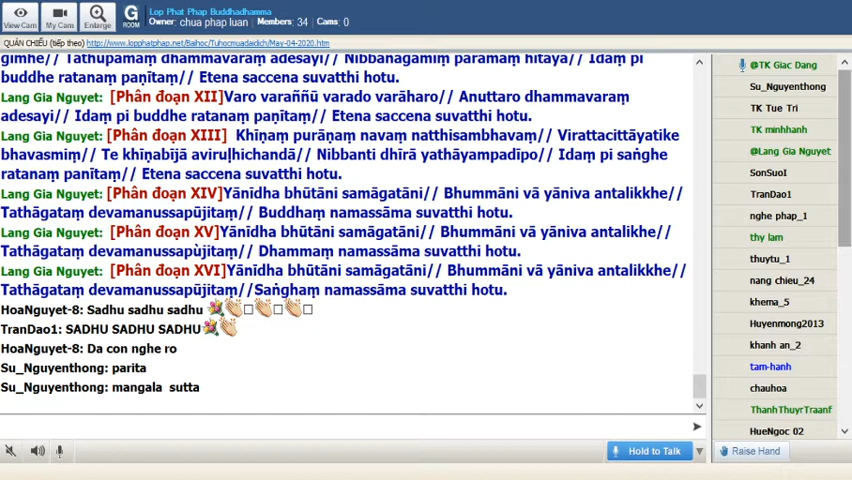 Lop Phat Phap Buddhadhamma
Owner: chua phap luan Members: 34 Cams: 0
View Cam
My Cam
Enlarge
G
ROOM
QUÁN CHIẾU (tiếp theo) http://www.lopphatphap.net/Baihoc/Tuhocmuadaidich/May-04-2020.htm
gimhe// Tathūpamaṃ dhammavaraṃ adesayi// Nibbānagāmiṃ paramaṃ hitāya// Idaṃ pi
buddhe ratanaṃ paṇītaṃ// Etena saccena suvatthi hotu.
Lang Gia Nguyet: [Phân đoạn XII]Varo varaññū varado varāharo// Anuttaro dhammavaraṃ
adesayi// Idaṃ pi buddhe ratanaṃ paṇītaṃ// Etena saccena suvatthi hotu.
Lang Gia Nguyet: [Phân đoạn XIII] Khīṇaṃ purāṇaṃ navaṃ natthisambhavaṃ// Virattacittāyatike
bhavasmiṃ// Te khīṇabījā aviruḷhichandā// Nibbanti dhīrā yathāyampadīpo// Idaṃ pi saṅghe
ratanaṃ paṇītaṃ// Etena saccena suvatthi hotu.
Lang Gia Nguyet: [Phân đoạn XIV]Yānīdha bhūtāni samāgatāni// Bhummāni vā yāniva antalikkhe//
Tathāgataṃ devamanussapūjitaṃ// Buddhaṃ namassāma suvatthi hotu.
Lang Gia Nguyet: [Phân đoạn XV]Yānīdha bhūtāni samāgatāni// Bhummāni vā yāniva antalikhe//
Tathāgataṃ devamanussapùjitaṃ// Dhammaṃ namassāma suvatthi hotu.
Lang Gia Nguyet: [Phân đoạn XVI]Yānīdha bhūtāni samāgatāni// Bhummāni vā yāniva antalikkhe//
Tathāgataṃ devamanussapūjitaṃ//Saṅghaṃ namassāma suvatthi hotu.
HoaNguyet-8: Sadhu sadhu sadhu 💐👏□👏□👏□
TranDao1: SADHU SADHU SADHU 💐👏
HoaNguyet-8: Da con nghe ro
Su_Nguyenthong: parita
Su_Nguyenthong: mangala sutta
Hold to Talk
@TK Giac Dang
Su_Nguyenthong
TK Tue Tri
TK minhhanh
@Lang Gia Nguyet
SonSuoI
TranDao1
nghe phap_1
thy lam
thuytu_1
nang chieu_24
khema_5
Huyenmong2013
khanh an_2
tam-hanh
chauhoa
ThanhThuyrTraanf
HueNgoc 02
Raise Hand